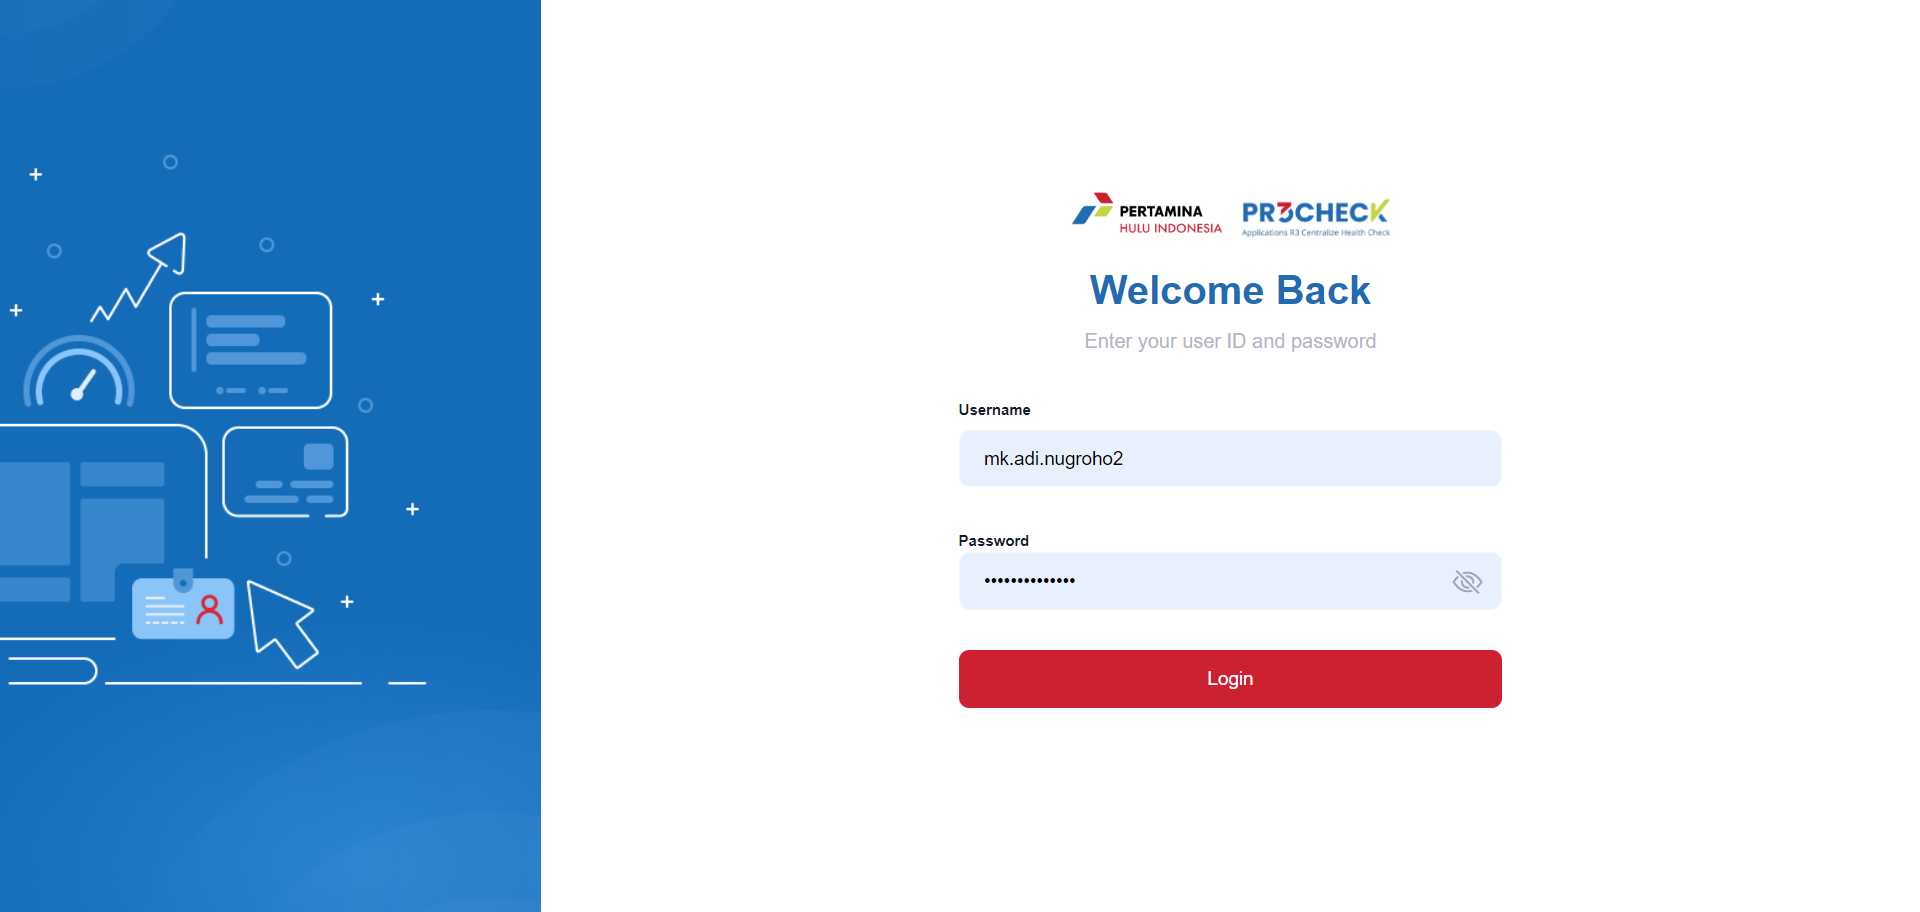 PERTAMINA
HULU INDONESIA
PR3CHECK
Applications R3 Centralize Health Check
Welcome Back
Enter your user ID and password
Username
mk.adi.nugroho2
Password
••••••••••••••
Login